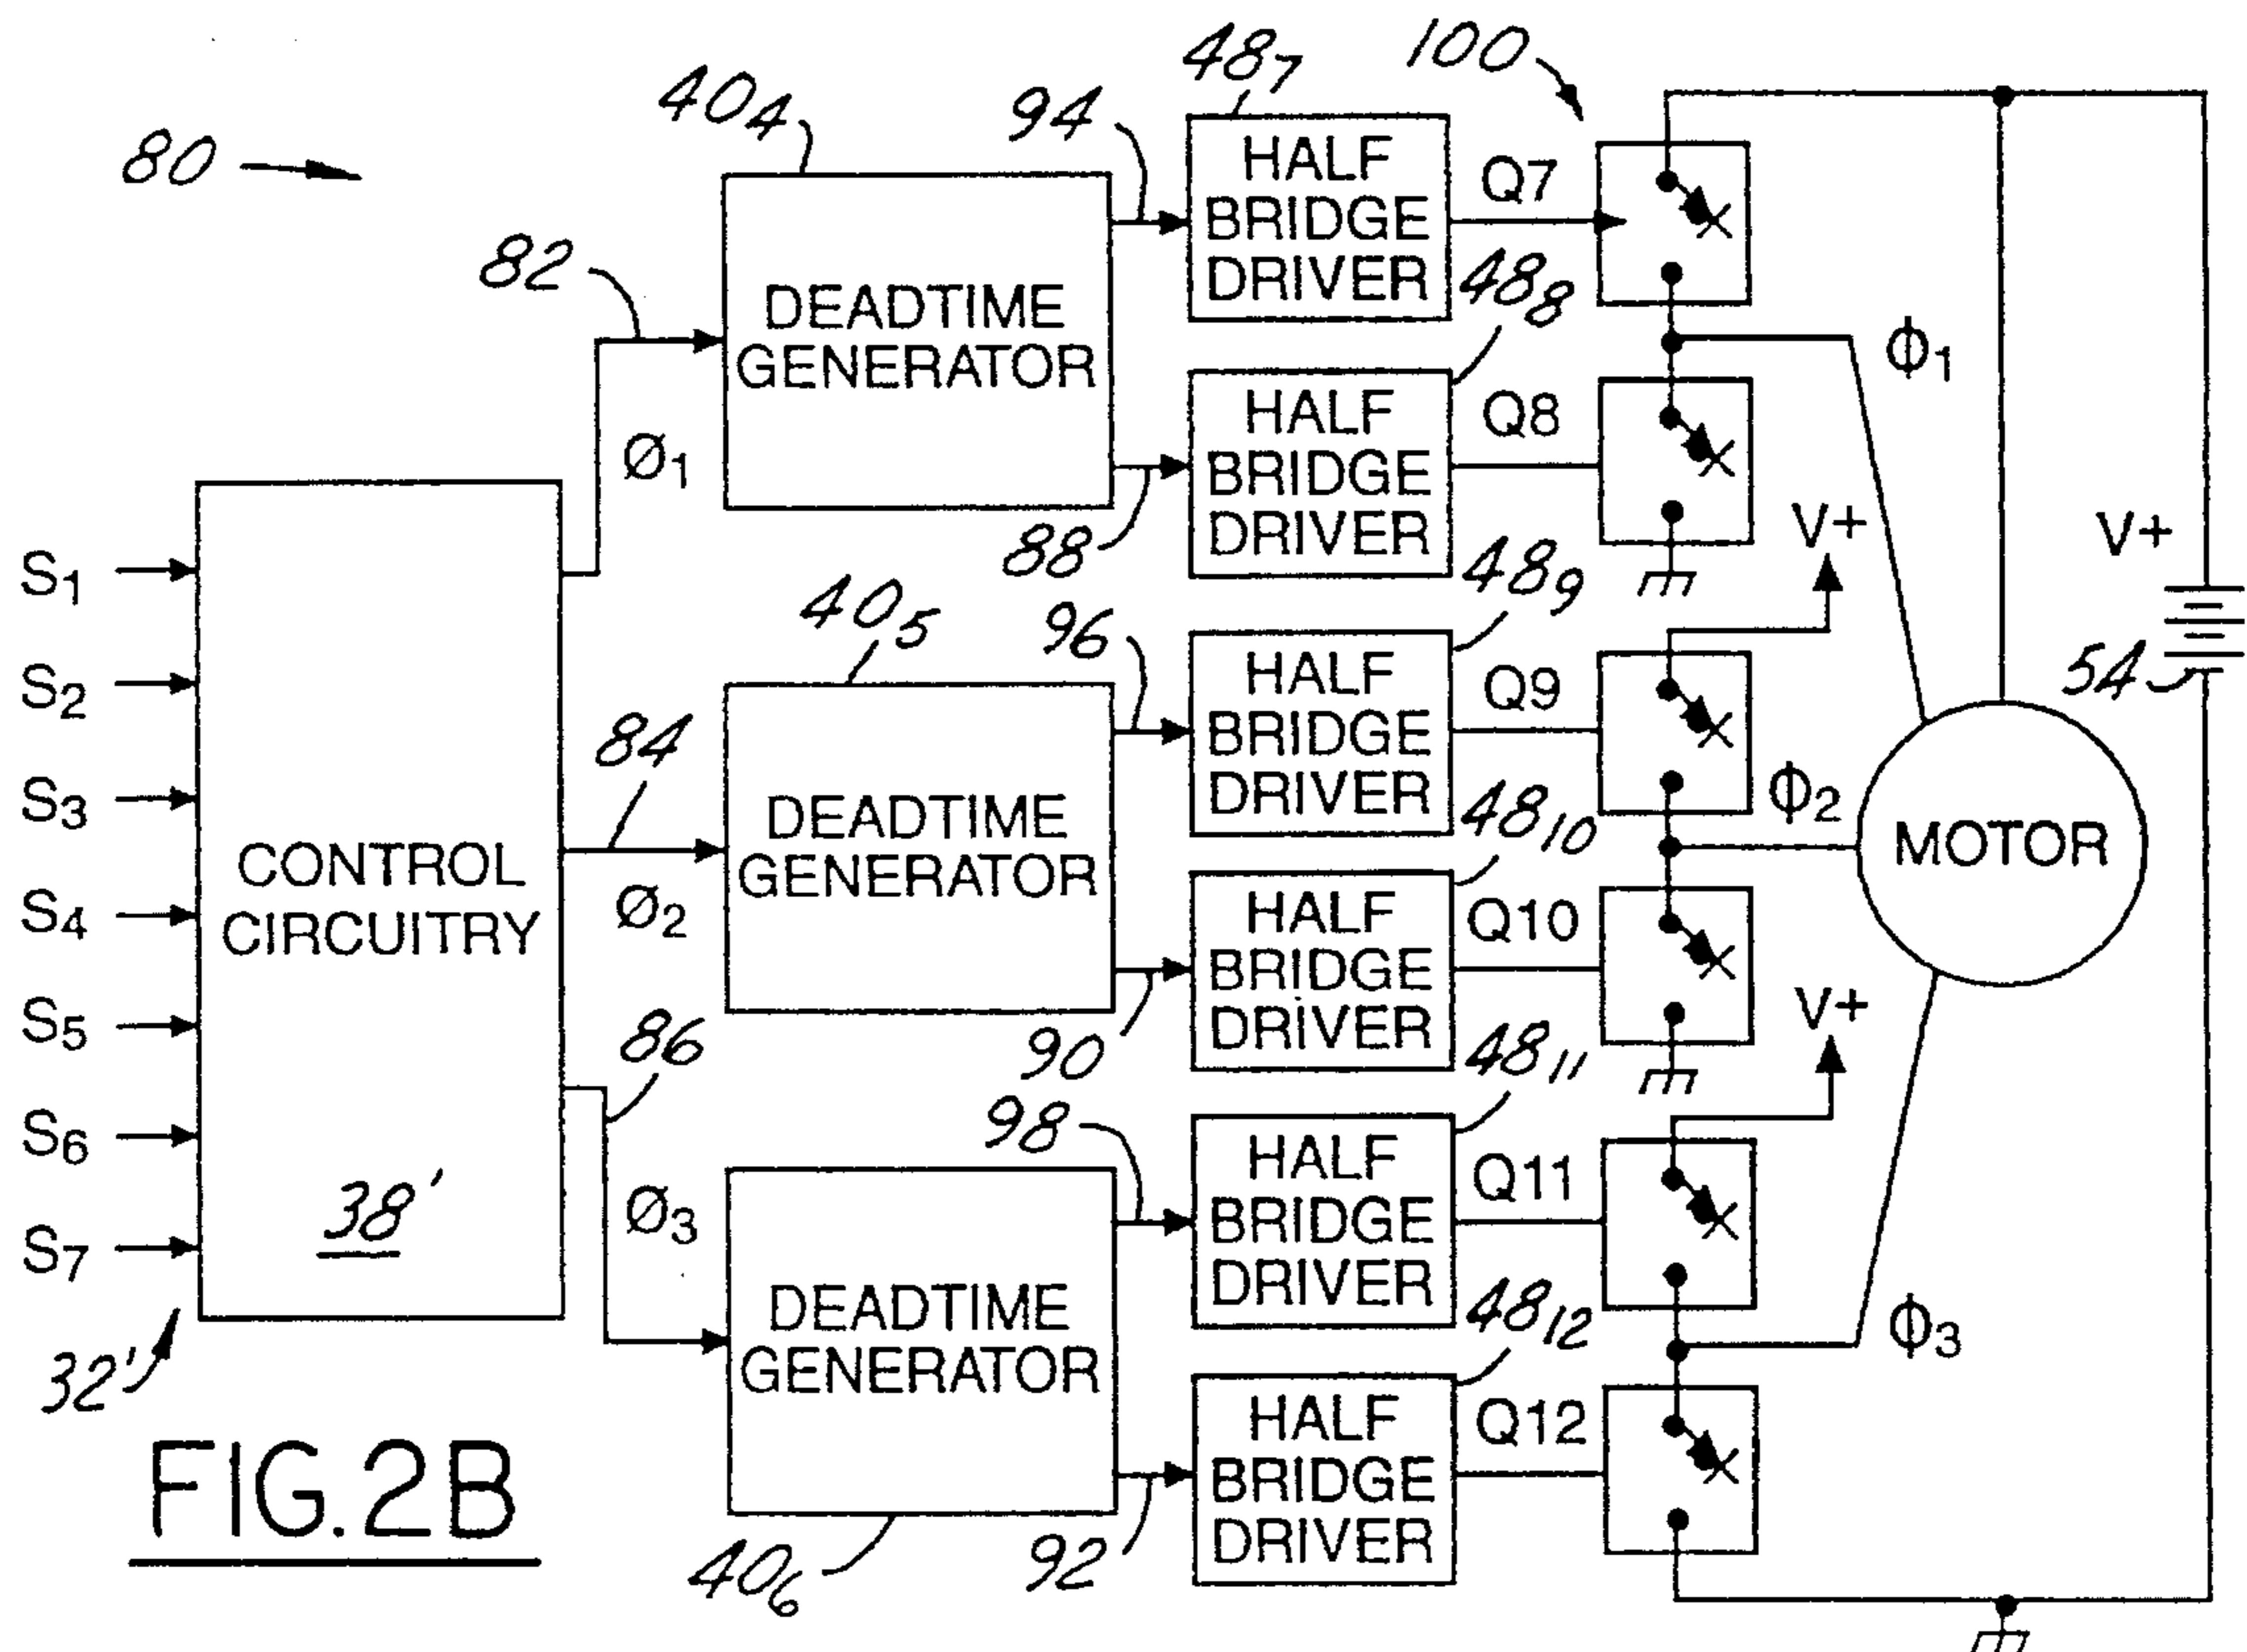 80
40₄
94
48₇
100
HALF
BRIDGE
DRIVER
Q7
82
DEADTIME
GENERATOR
48₈
ϕ₁
Ø₁
88
HALF
BRIDGE
DRIVER
Q8
V+
V+
S₁
S₂
S₃
S₄
S₅
S₆
S₇
CONTROL
CIRCUITRY
38'
32'
40₅
96
48₉
HALF
BRIDGE
DRIVER
Q9
54
84
DEADTIME
GENERATOR
Ø₂
48₁₀
ϕ₂
MOTOR
90
HALF
BRIDGE
DRIVER
Q10
V+
86
98
48₁₁
HALF
BRIDGE
DRIVER
Q11
Ø₃
DEADTIME
GENERATOR
48₁₂
ϕ₃
40₆
92
HALF
BRIDGE
DRIVER
Q12
FIG.2B